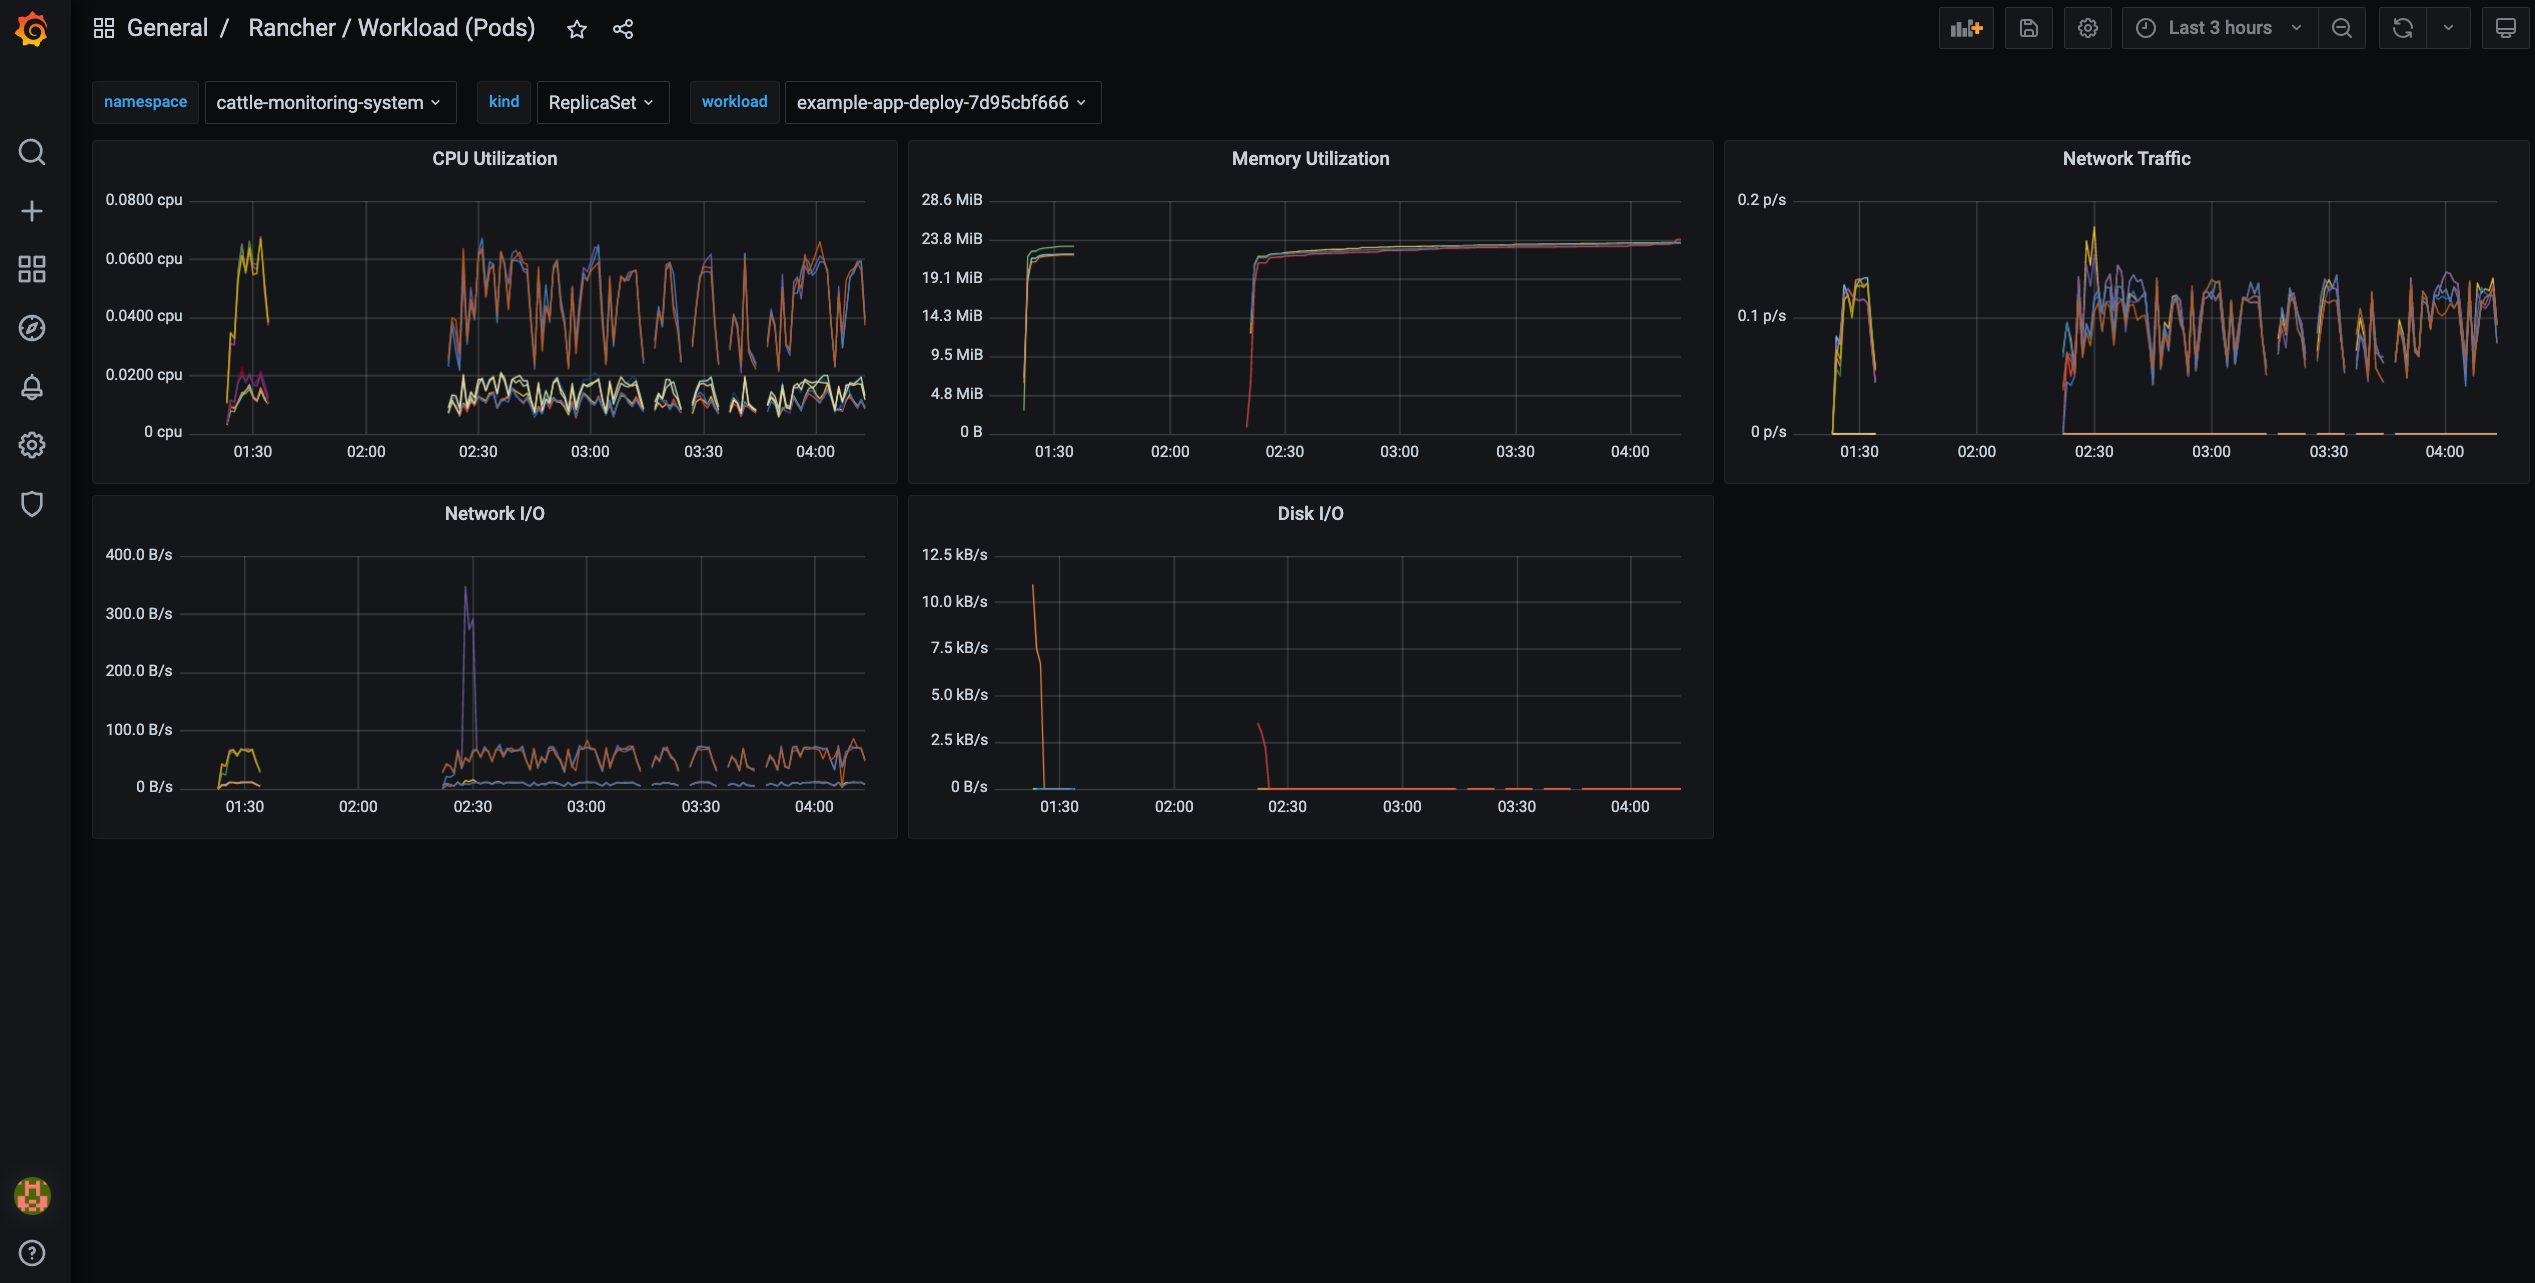 General / Rancher / Workload (Pods)
Last 3 hours
namespace cattle-monitoring-system kind ReplicaSet workload example-app-deploy-7d95cbf666
CPU Utilization
0.0800 cpu
0.0600 cpu
0.0400 cpu
0.0200 cpu
0 cpu
01:30 02:00 02:30 03:00 03:30 04:00
Memory Utilization
28.6 MiB
23.8 MiB
19.1 MiB
14.3 MiB
9.5 MiB
4.8 MiB
0 B
01:30 02:00 02:30 03:00 03:30 04:00
Network Traffic
0.2 p/s
0.1 p/s
0 p/s
01:30 02:00 02:30 03:00 03:30 04:00
Network I/O
400.0 B/s
300.0 B/s
200.0 B/s
100.0 B/s
0 B/s
01:30 02:00 02:30 03:00 03:30 04:00
Disk I/O
12.5 kB/s
10.0 kB/s
7.5 kB/s
5.0 kB/s
2.5 kB/s
0 B/s
01:30 02:00 02:30 03:00 03:30 04:00